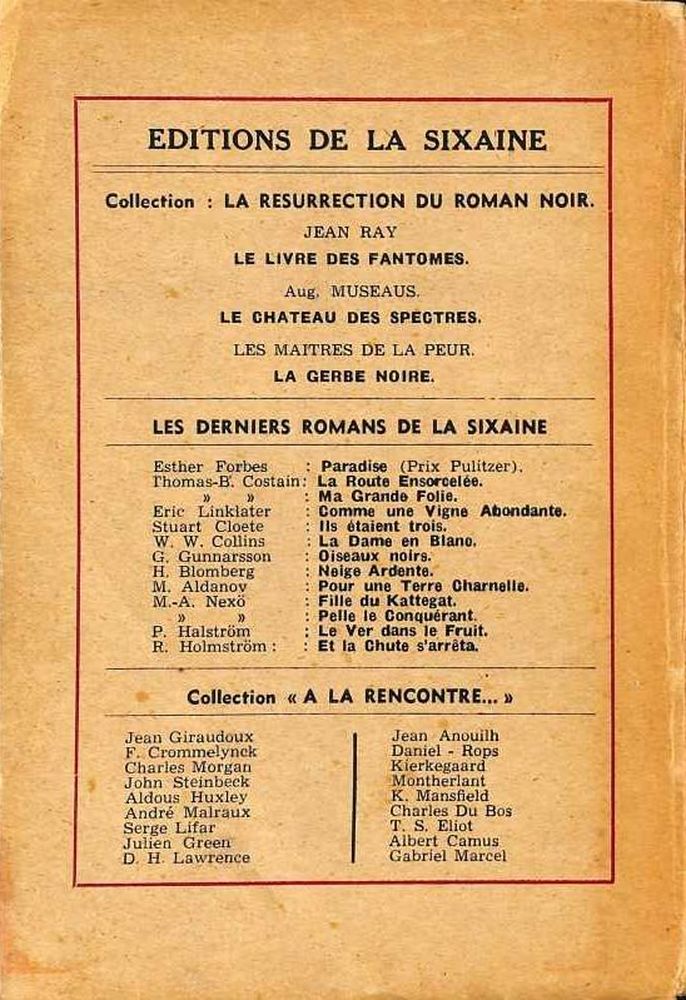 EDITIONS DE LA SIXAINE
Collection : LA RESURRECTION DU ROMAN NOIR.
JEAN RAY
LE LIVRE DES FANTOMES.
Aug. MUSEAUS.
LE CHATEAU DES SPECTRES.
LES MAITRES DE LA PEUR.
LA GERBE NOIRE.
LES DERNIERS ROMANS DE LA SIXAINE
Esther Forbes : Paradise (Prix Pulitzer).
Thomas-B. Costain : La Route Ensorcelée.
» » : Ma Grande Folie.
Eric Linklater : Comme une Vigne Abondante.
Stuart Cloete : Ils étaient trois.
W. W. Collins : La Dame en Blanc.
G. Gunnarsson : Oiseaux noirs.
H. Blomberg : Neige Ardente.
M. Aldanov : Pour une Terre Charnelle.
M.-A. Nexö : Fille du Kattegat.
» » : Pelle le Conquérant.
P. Halström : Le Ver dans le Fruit.
R. Holmström : : Et la Chute s'arrêta.
Collection « A LA RENCONTRE... »
Jean Giraudoux
F. Crommelynck
Charles Morgan
John Steinbeck
Aldous Huxley
André Malraux
Serge Lifar
Julien Green
D. H. Lawrence
Jean Anouilh
Daniel - Rops
Kierkegaard
Montherlant
K. Mansfield
Charles Du Bos
T. S. Eliot
Albert Camus
Gabriel Marcel